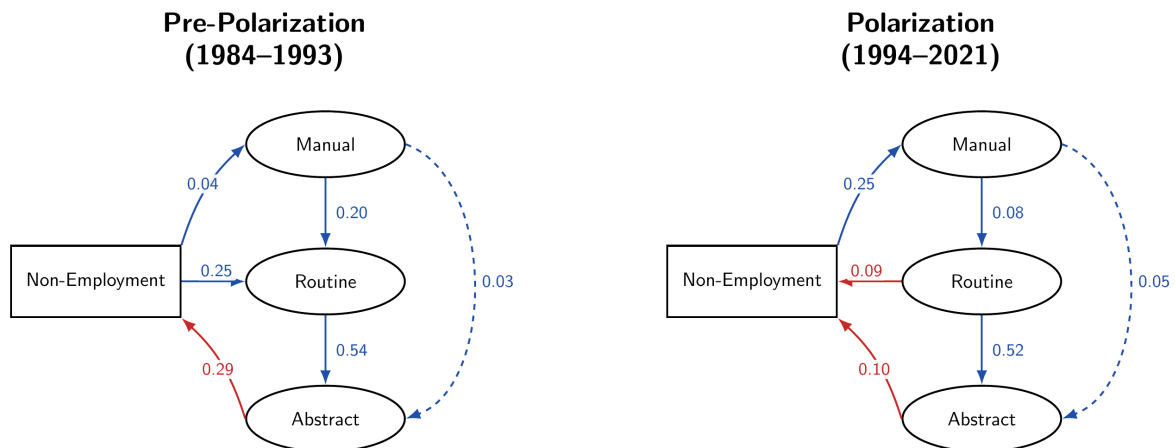 Pre-Polarization
(1984–1993)
Manual
0.04
0.20
Non-Employment
0.25
Routine
0.03
0.54
0.29
Abstract
Polarization
(1994–2021)
Manual
0.25
0.08
Non-Employment
0.09
Routine
0.05
0.52
0.10
Abstract